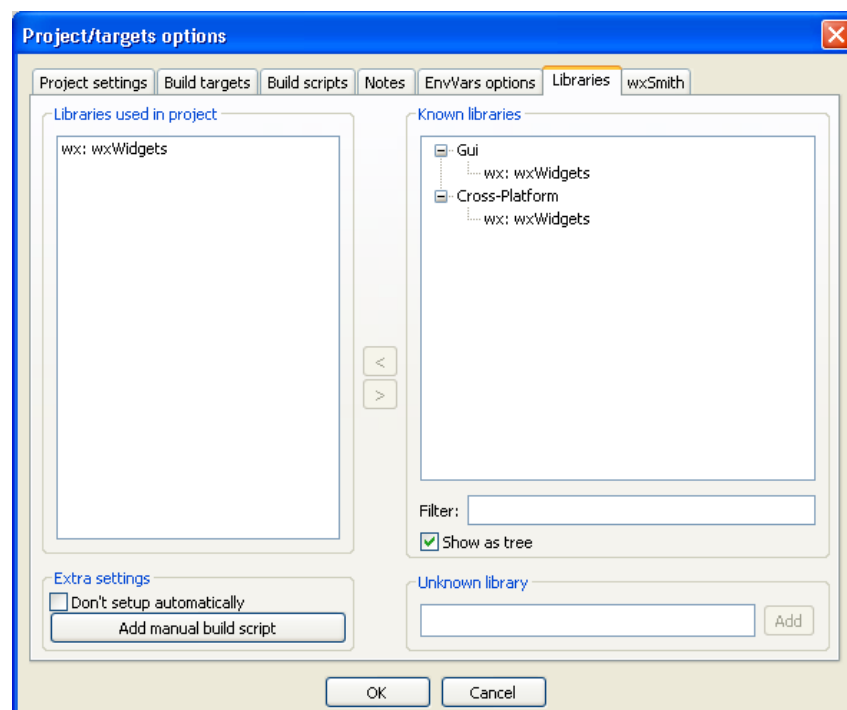 Project/targets options
Project settings
Build targets
Build scripts
Notes
EnvVars options
Libraries
wxSmith
Libraries used in project
wx: wxWidgets
Known libraries
Gui
wx: wxWidgets
Cross-Platform
wx: wxWidgets
<
>
Filter:
Show as tree
Extra settings
Don't setup automatically
Add manual build script
Unknown library
Add
OK
Cancel